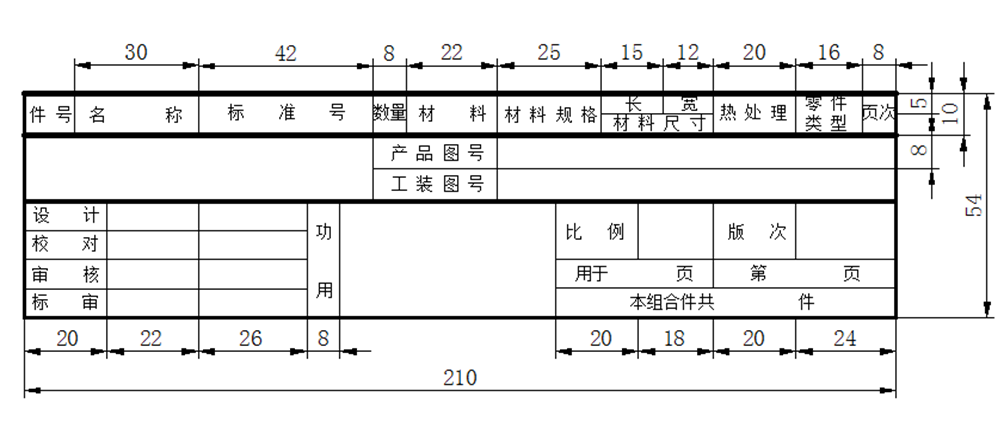 30 42 8 22 25 15 12 20 16 8
件号 名称 标准号 数量 材料 材料规格 长 宽 热处理 零件 页次 5 10
材料尺寸 类型
产品图号 8
工装图号
54
设计 功 比例 版次
校对
审核 用 用于 页 第 页
标审 本组合件共 件
20 22 26 8 20 18 20 24
210